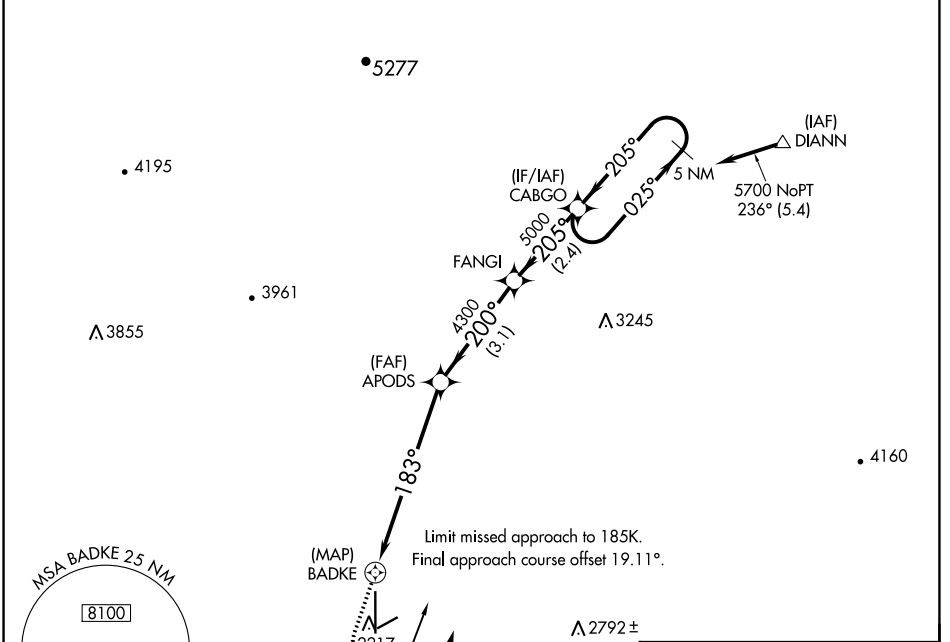 5277
(IAF)
DIANN
4195
205°
(IF/IAF)
CABGO
5 NM
025°
5700 NoPT
236° (5.4)
5000
205°
(2.4)
FANGI
3961
4300
200°
(3.1)
3245
3855
(FAF)
APODS
4160
183°
Limit missed approach to 185K.
Final approach course offset 19.11°.
(MAP)
BADKE
MSA BADKE 25 NM
8100
2792 ±